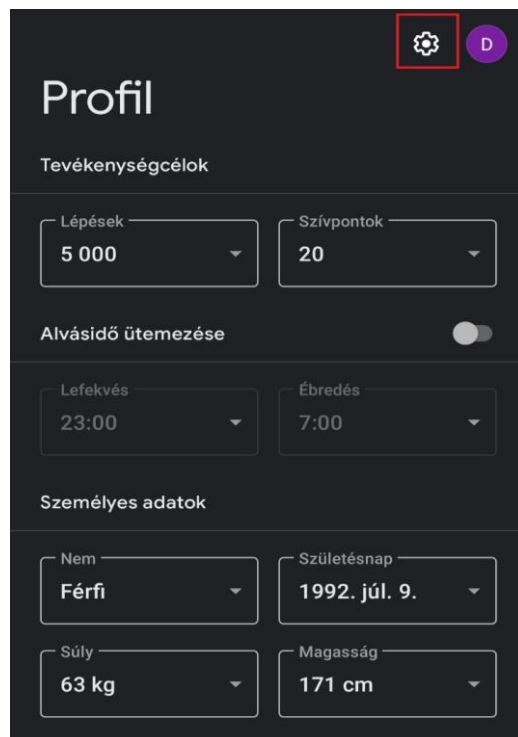 D
Profil
Tevékenységcélok
Lépések Szívpontok
5 000 20
Alvásidő ütemezése
Lefekvés Ébredés
23:00 7:00
Személyes adatok
Nem Születésnap
Férfi 1992. júl. 9.
Súly Magasság
63 kg 171 cm